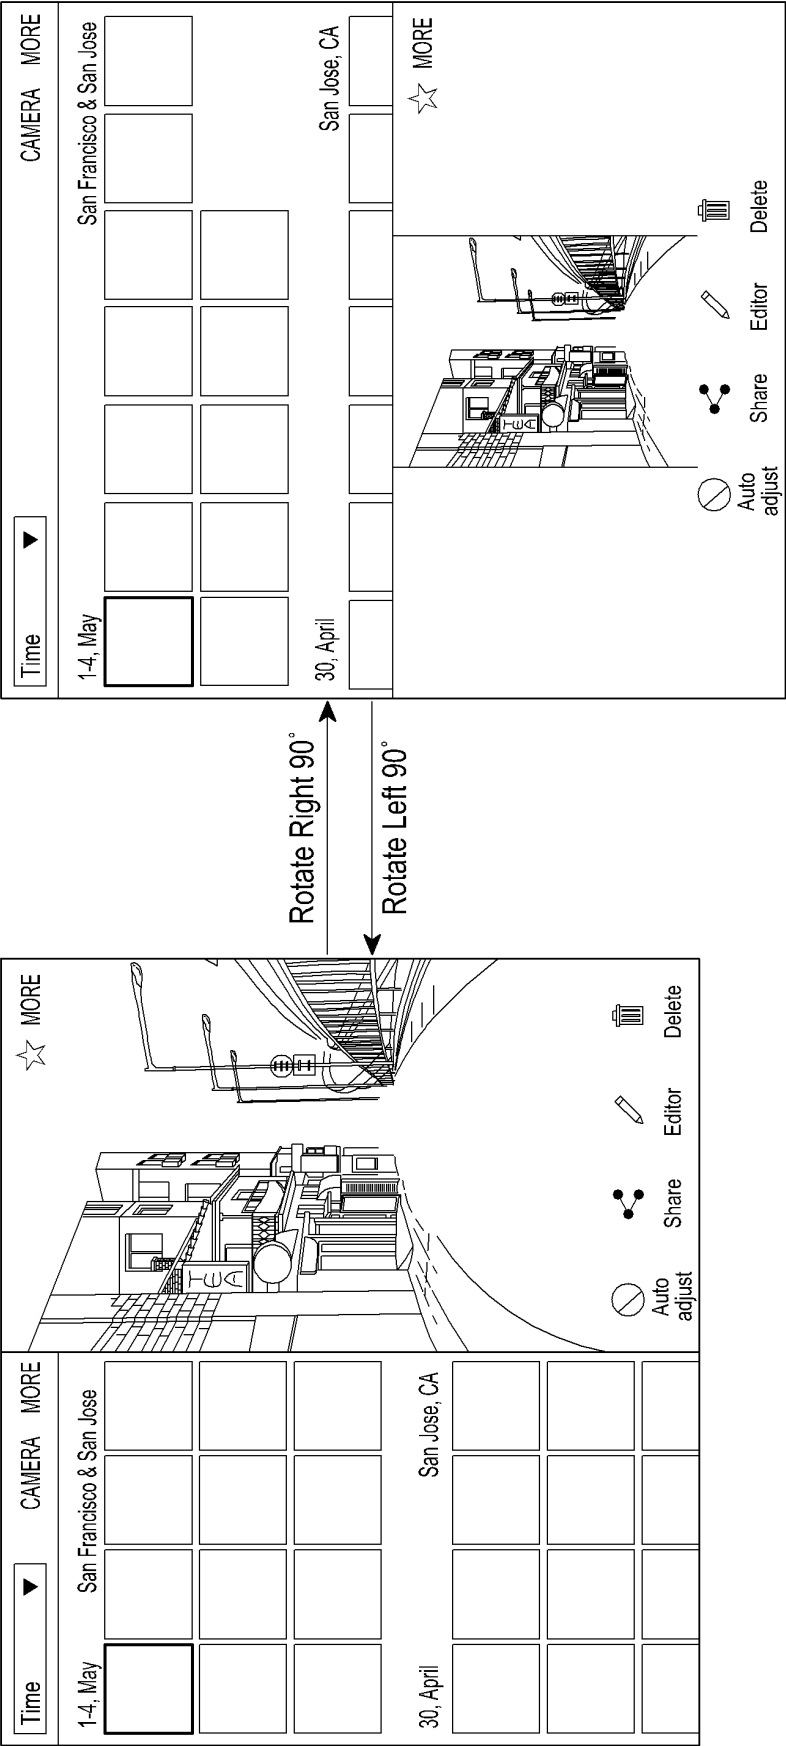 Time ▼ CAMERA MORE
1-4, May San Francisco & San Jose
30, April San Jose, CA
☆ MORE
TEA
Auto
adjust
Share
Editor
Delete
Rotate Right 90°
Rotate Left 90°
Time ▼ CAMERA MORE
1-4, May San Francisco & San Jose
30, April San Jose, CA
☆ MORE
TEA
Auto
adjust
Share
Editor
Delete